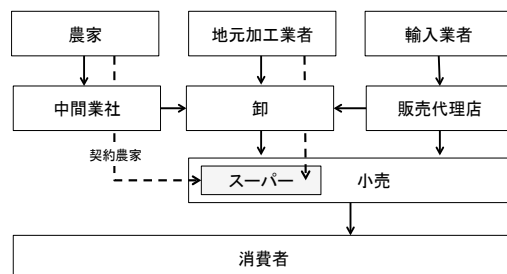 農家
地元加工業者
輸入業者
中間業社
卸
販売代理店
契約農家
スーパー
小売
消費者